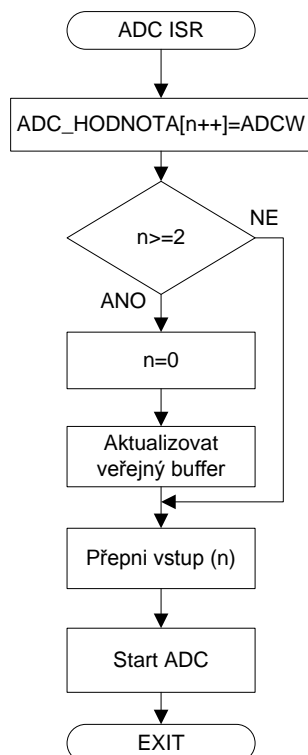 ADC ISR
ADC_HODNOTA[n++]=ADCW
n>=2
NE
ANO
n=0
Aktualizovat
veřejný buffer
Přepni vstup (n)
Start ADC
EXIT